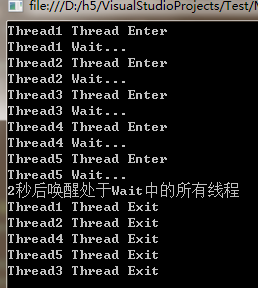 file:///D:/h5/VisualStudioProjects/Test/
Thread1 Thread Enter
Thread1 Wait...
Thread2 Thread Enter
Thread2 Wait...
Thread3 Thread Enter
Thread3 Wait...
Thread4 Thread Enter
Thread4 Wait...
Thread5 Thread Enter
Thread5 Wait...
2秒后唤醒处于Wait中的所有线程
Thread1 Thread Exit
Thread2 Thread Exit
Thread4 Thread Exit
Thread5 Thread Exit
Thread3 Thread Exit